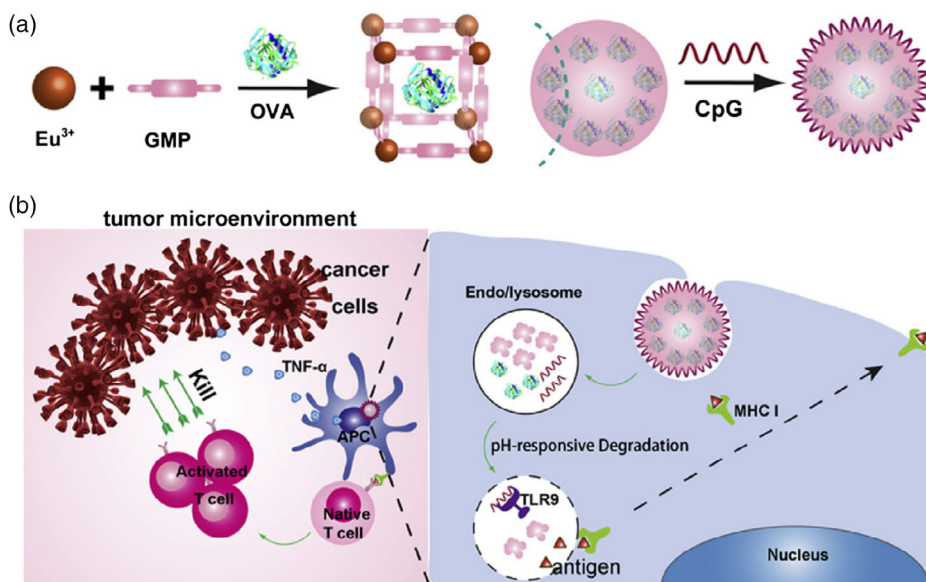 (a)
Eu³⁺
+
GMP
OVA
CpG
(b)
tumor microenvironment
cancer
cells
TNF-α
Kill
APC
Activated
T cell
Native
T cell
Endo/lysosome
MHC I
pH-responsive Degradation
TLR9
antigen
Nucleus